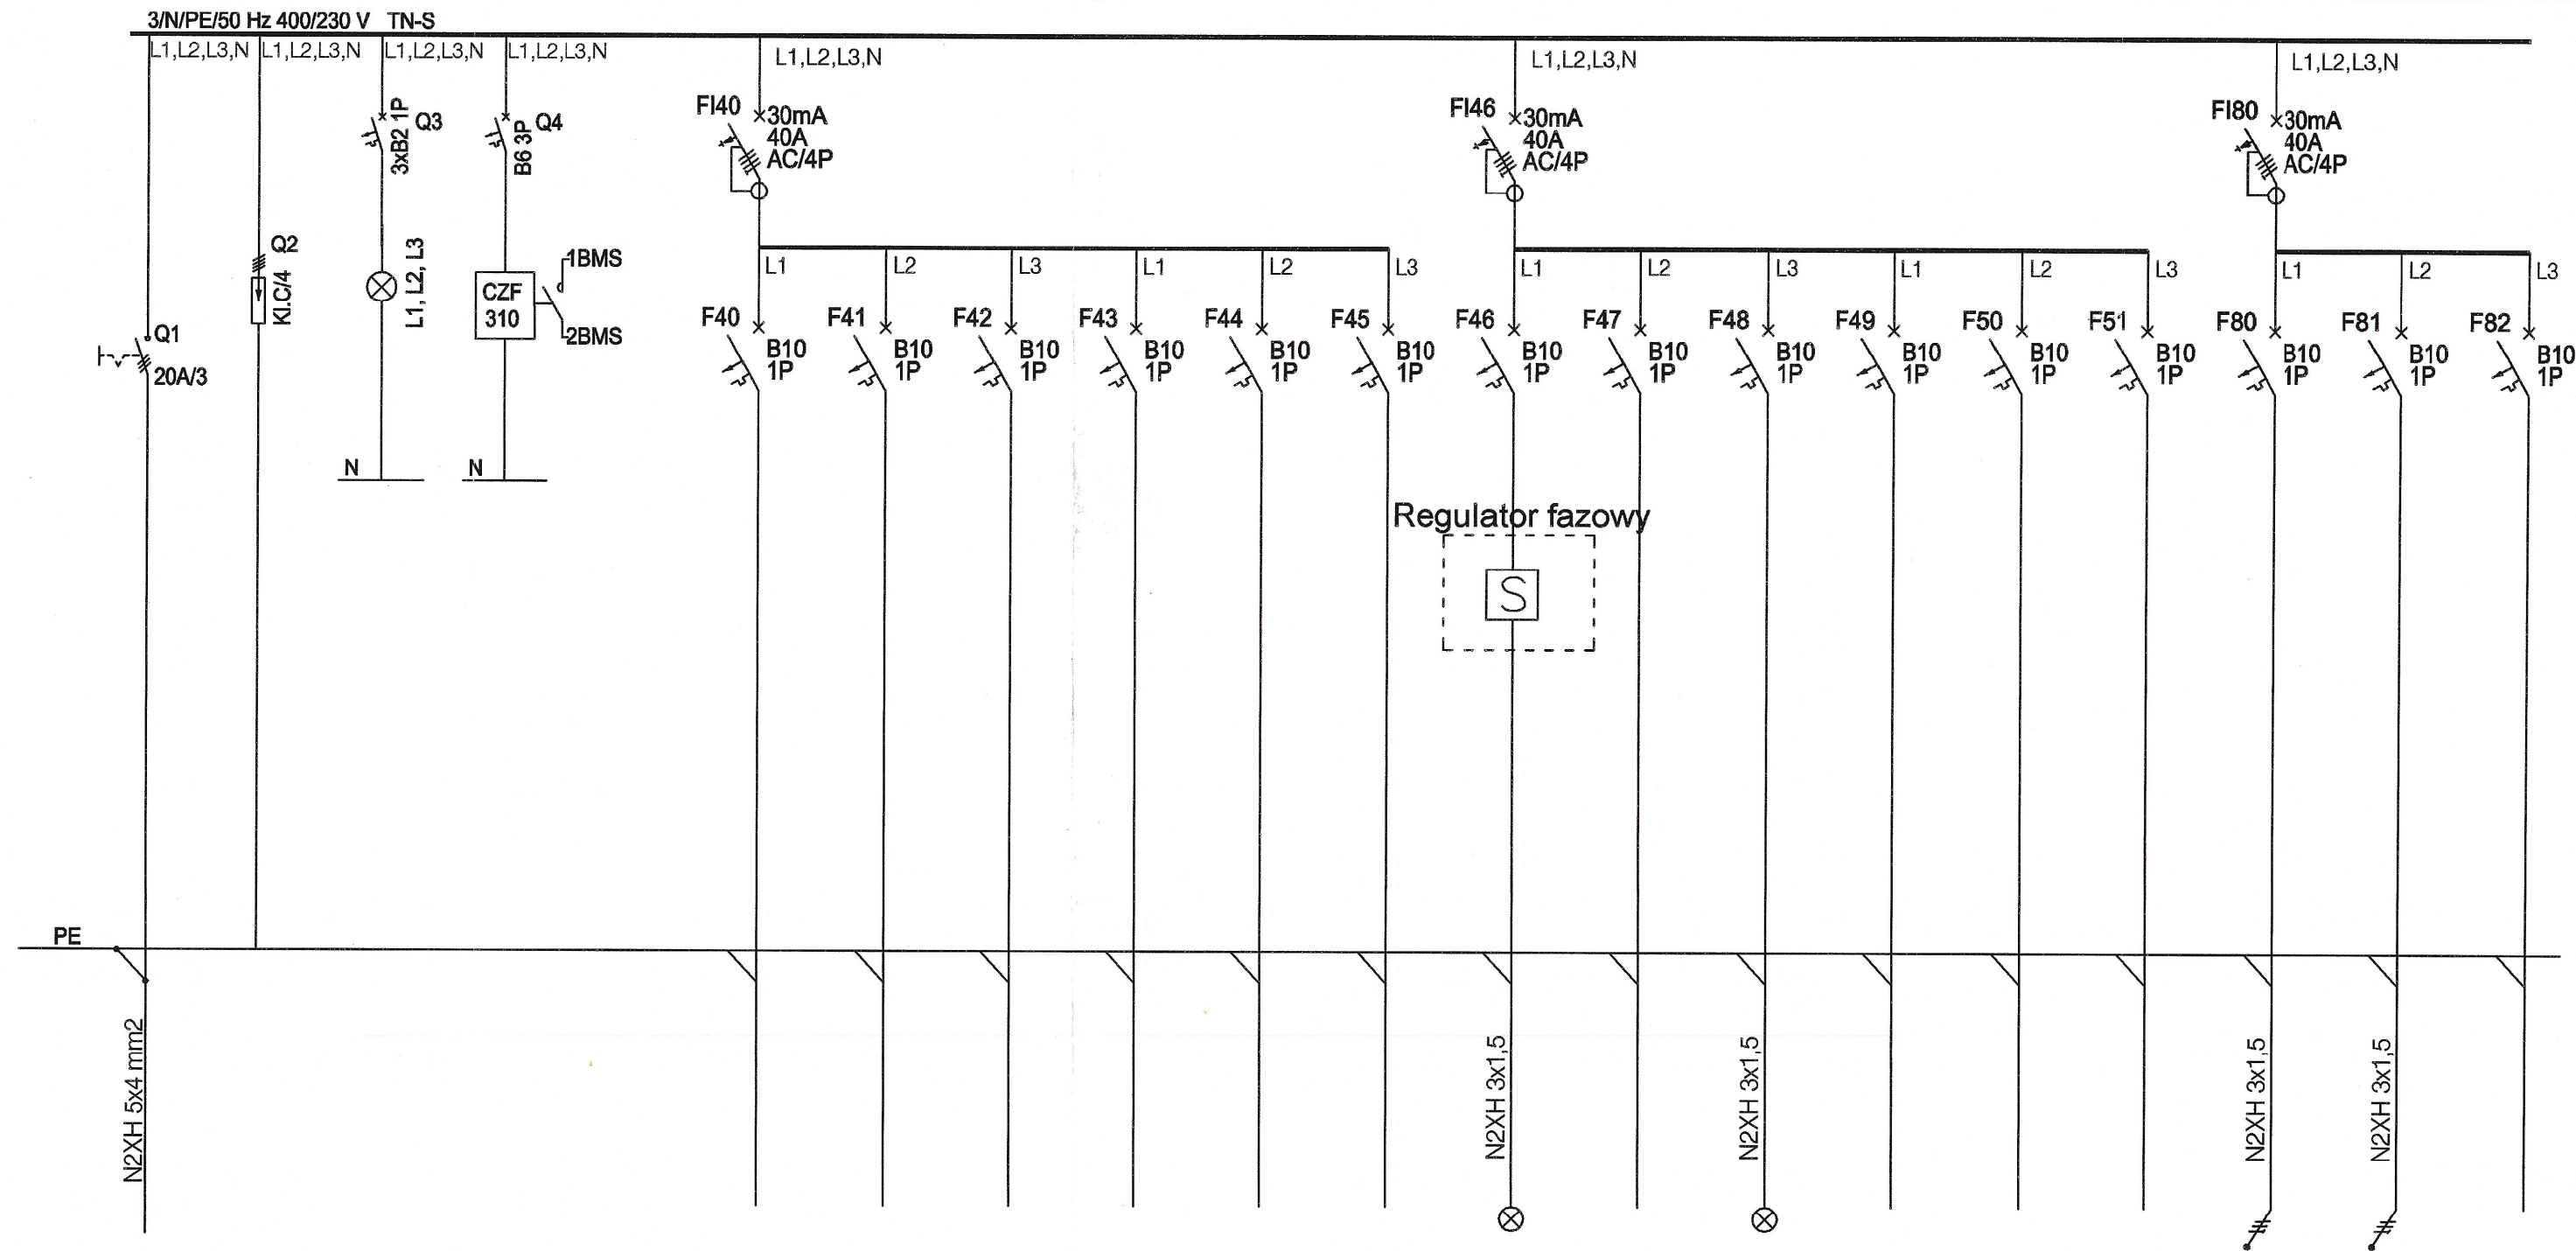 3/N/PE/50 Hz 400/230 V TN-S
L1,L2,L3,N
L1,L2,L3,N
L1,L2,L3,N
L1,L2,L3,N
L1,L2,L3,N
L1,L2,L3,N
L1,L2,L3,N
Q1
20A/3
Q2
KI.C/4
Q3
3xB2 1P
L1, L2, L3
N
Q4
B6 3P
CZF
310
1BMS
2BMS
N
FI40
30mA
40A
AC/4P
FI46
30mA
40A
AC/4P
FI80
30mA
40A
AC/4P
L1
L2
L3
L1
L2
L3
L1
L2
L3
L1
L2
L3
L1
L2
L3
F40
B10
1P
F41
B10
1P
F42
B10
1P
F43
B10
1P
F44
B10
1P
F45
B10
1P
F46
B10
1P
F47
B10
1P
F48
B10
1P
F49
B10
1P
F50
B10
1P
F51
B10
1P
F80
B10
1P
F81
B10
1P
F82
B10
1P
Regulator fazowy
S
PE
N2XH 5x4 mm2
N2XH 3x1,5
N2XH 3x1,5
N2XH 3x1,5
N2XH 3x1,5